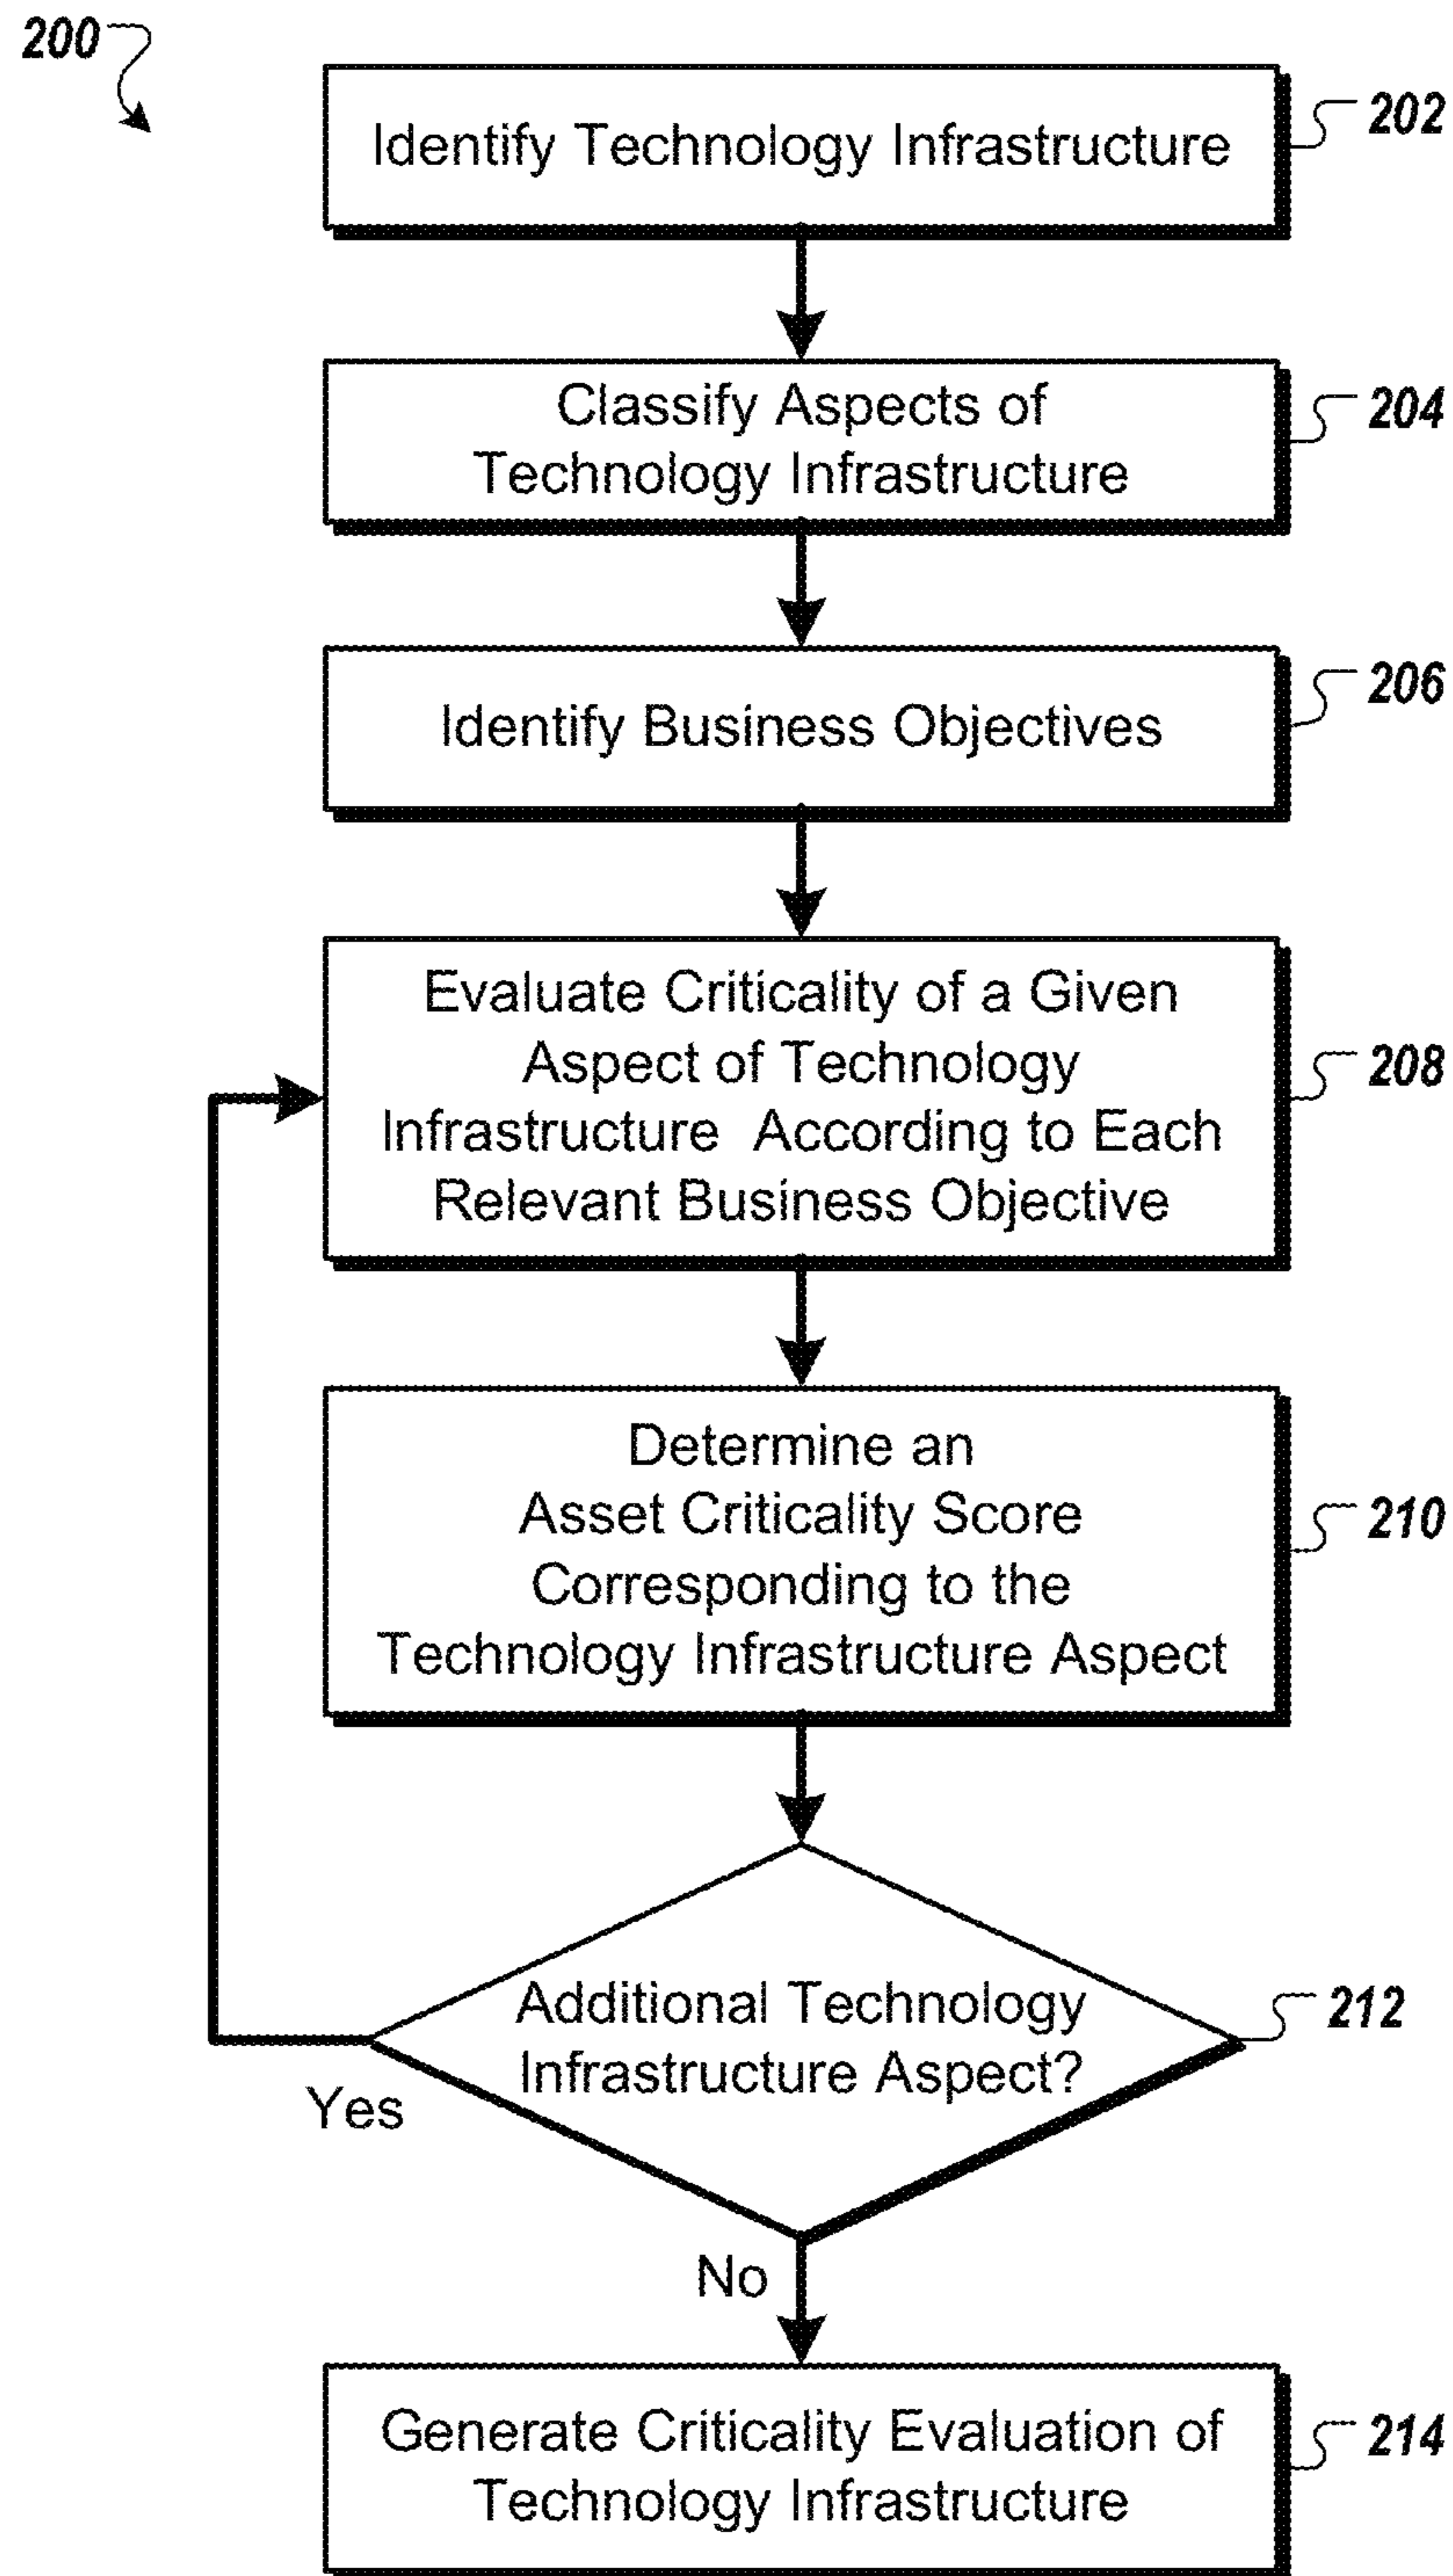 200
Identify Technology Infrastructure
202
Classify Aspects of
Technology Infrastructure
204
Identify Business Objectives
206
Evaluate Criticality of a Given
Aspect of Technology
Infrastructure According to Each
Relevant Business Objective
208
Determine an
Asset Criticality Score
Corresponding to the
Technology Infrastructure Aspect
210
Additional Technology
Infrastructure Aspect?
212
Yes
No
Generate Criticality Evaluation of
Technology Infrastructure
214